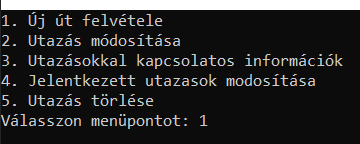 1. Új út felvétele
2. Utazás módosítása
3. Utazásokkal kapcsolatos információk
4. Jelentkezett utazasok modosítása
5. Utazás törlése
Válasszon menüpontot: 1